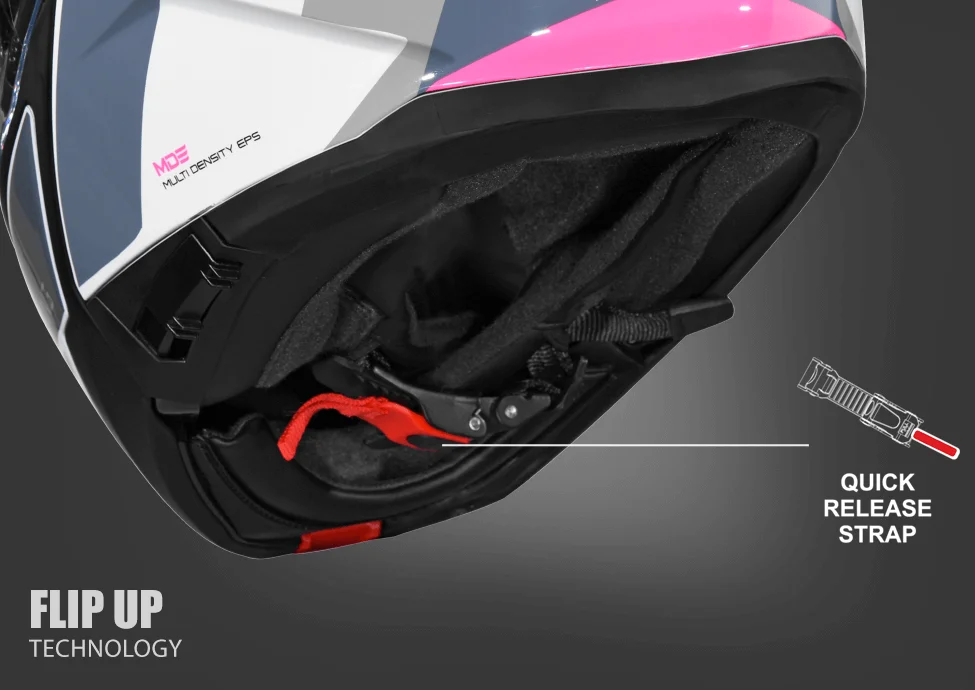 MDE
MULTI DENSITY EPS
QUICK
RELEASE
STRAP
FLIP UP
TECHNOLOGY